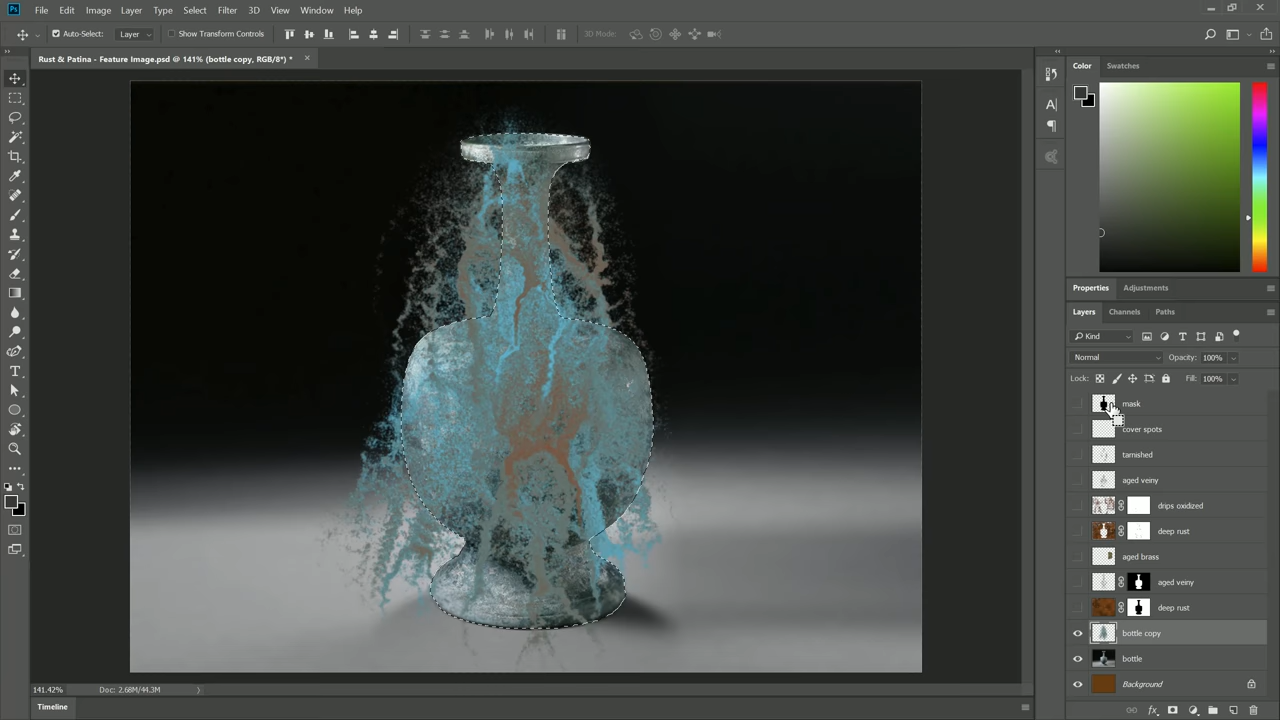 Ps File Edit Image Layer Type Select Filter 3D View Window Help
Auto-Select: Layer Show Transform Controls 3D Mode:
Rust & Patina - Feature Image.psd @ 141% (bottle copy, RGB/8*) * ×
Color Swatches
Properties Adjustments
Layers Channels Paths
Kind
Normal Opacity: 100%
Lock: Fill: 100%
mask
cover spots
tarnished
aged veiny
drips oxidized
deep rust
aged brass
aged veiny
deep rust
bottle copy
bottle
Background
141.42% Doc: 2.68M/44.3M
Timeline